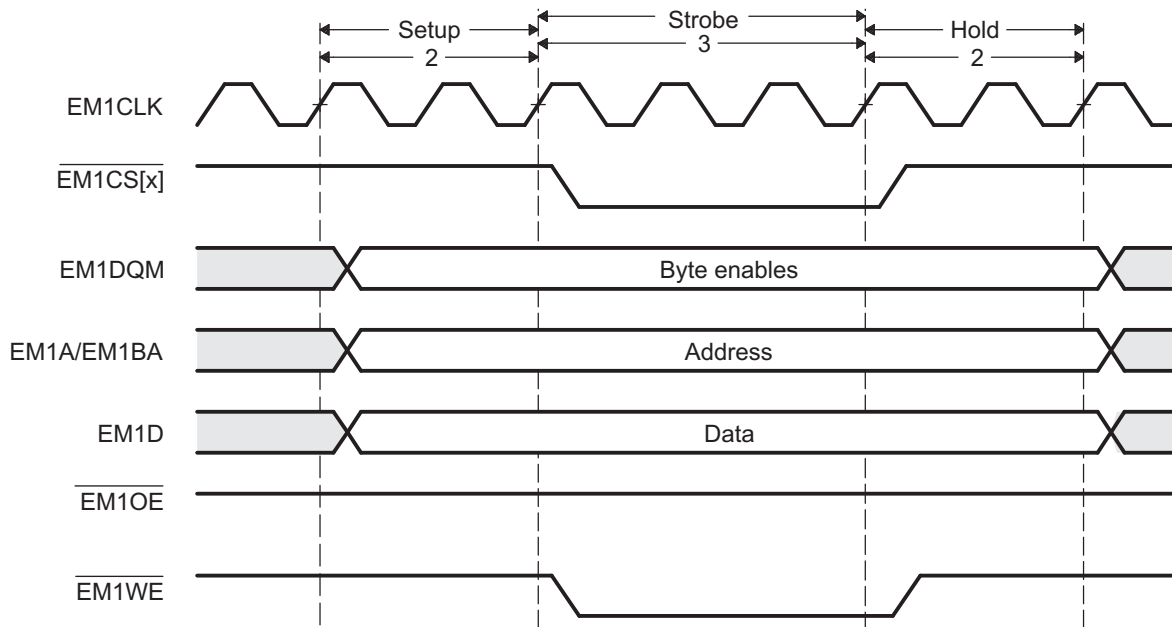 Setup
Strobe
Hold
2
3
2
EM1CLK
EM1CS[x]
EM1DQM
Byte enables
EM1A/EM1BA
Address
EM1D
Data
EM1OE
EM1WE